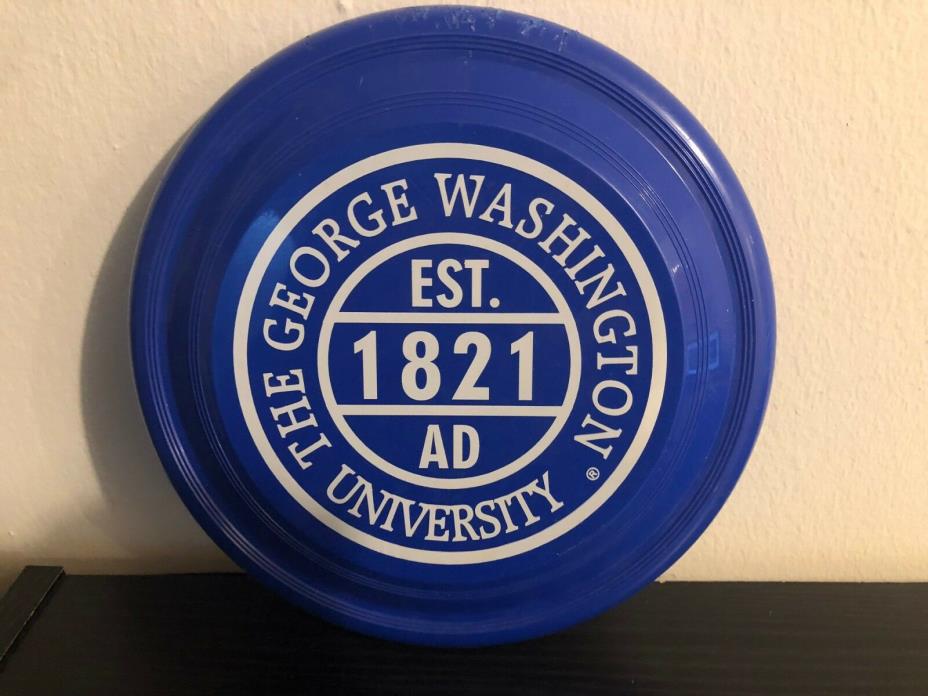 THE GEORGE WASHINGTON
UNIVERSITY ®
EST.
1821
AD